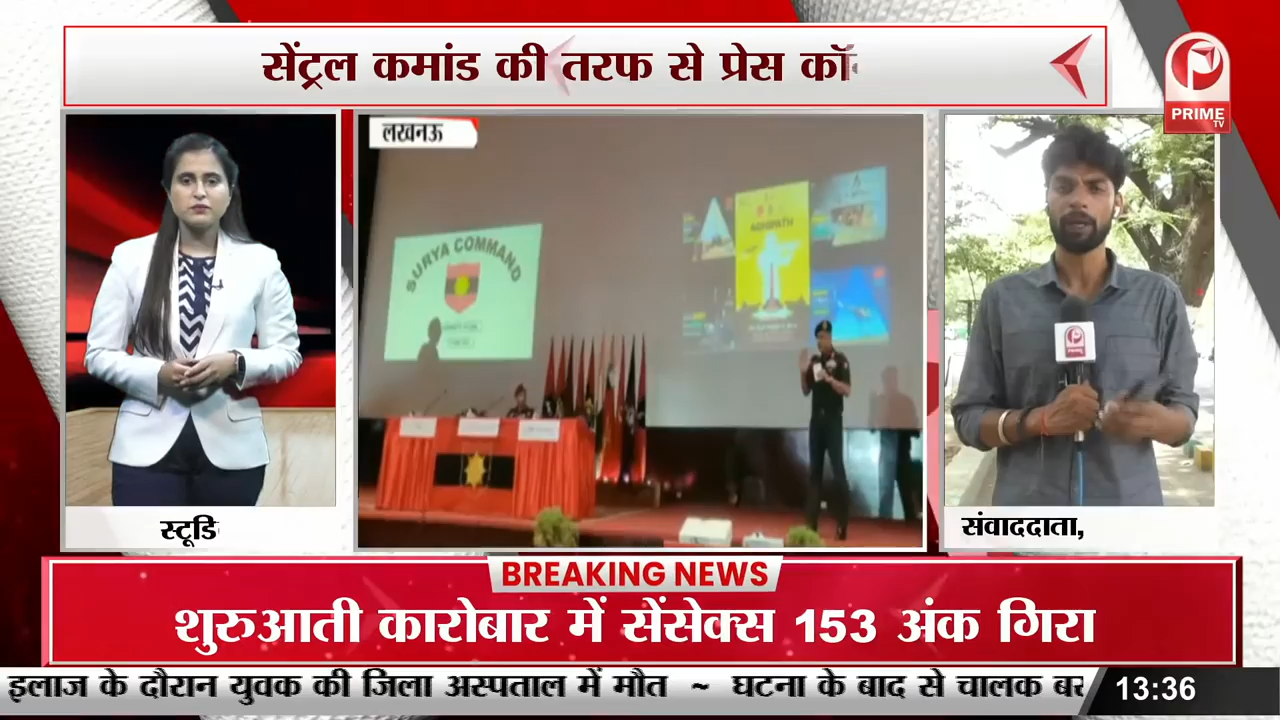 सेंट्रल कमांड की तरफ से प्रेस कॉ
PRIME
TV
लखनऊ
SURYA COMMAND
AGNIPATH
स्टूडि
संवाददाता,
BREAKING NEWS
शुरुआती कारोबार में सेंसेक्स 153 अंक गिरा
इलाज के दौरान युवक की जिला अस्पताल में मौत ~ घटना के बाद से चालक बर
13:36